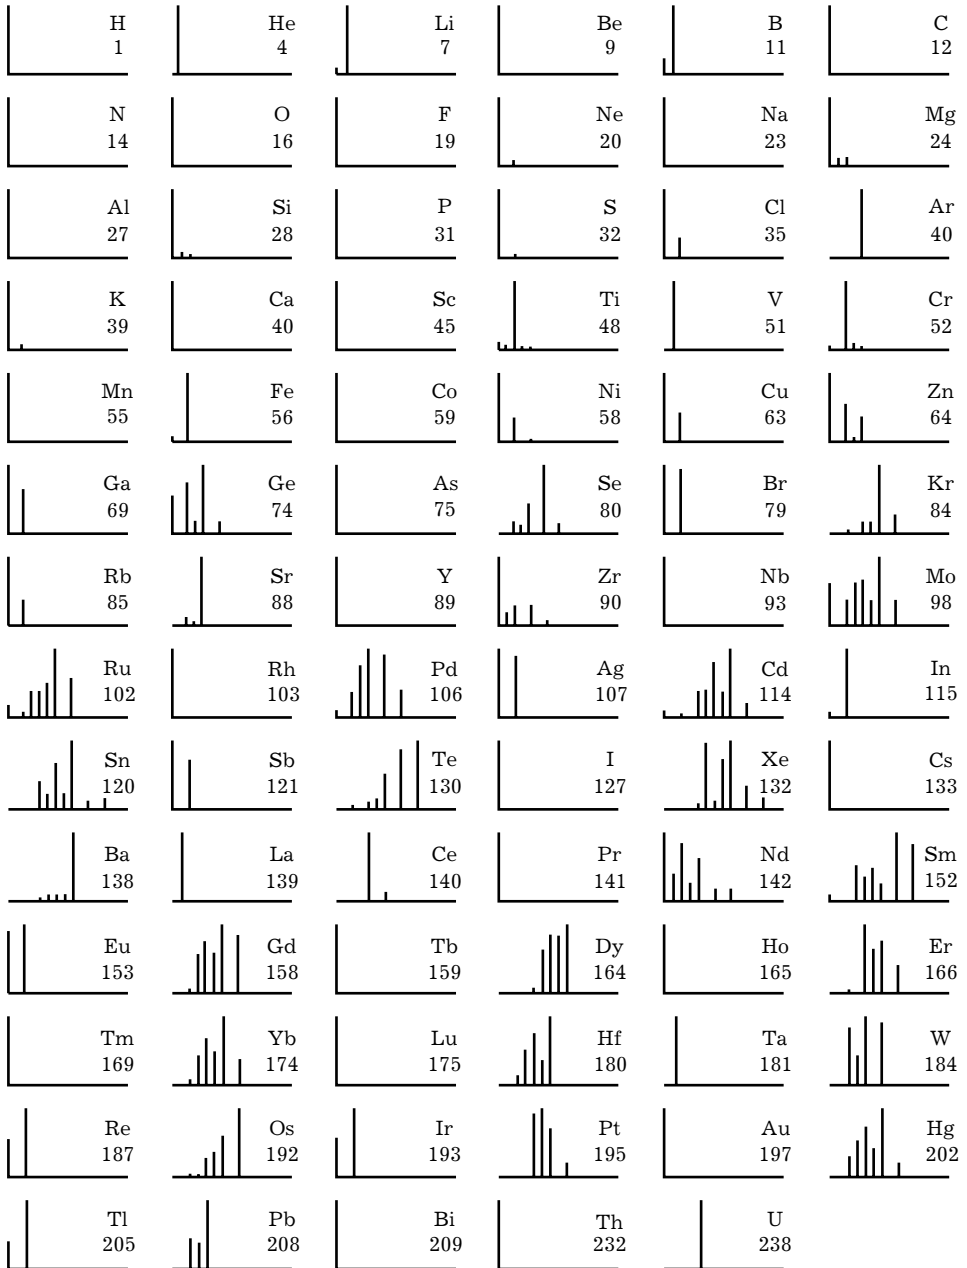 H He Li Be B C
1 4 7 9 11 12
N O F Ne Na Mg
14 16 19 20 23 24
Al Si P S Cl Ar
27 28 31 32 35 40
K Ca Sc Ti V Cr
39 40 45 48 51 52
Mn Fe Co Ni Cu Zn
55 56 59 58 63 64
Ga Ge As Se Br Kr
69 74 75 80 79 84
Rb Sr Y Zr Nb Mo
85 88 89 90 93 98
Ru Rh Pd Ag Cd In
102 103 106 107 114 115
Sn Sb Te I Xe Cs
120 121 130 127 132 133
Ba La Ce Pr Nd Sm
138 139 140 141 142 152
Eu Gd Tb Dy Ho Er
153 158 159 164 165 166
Tm Yb Lu Hf Ta W
169 174 175 180 181 184
Re Os Ir Pt Au Hg
187 192 193 195 197 202
Tl Pb Bi Th U
205 208 209 232 238